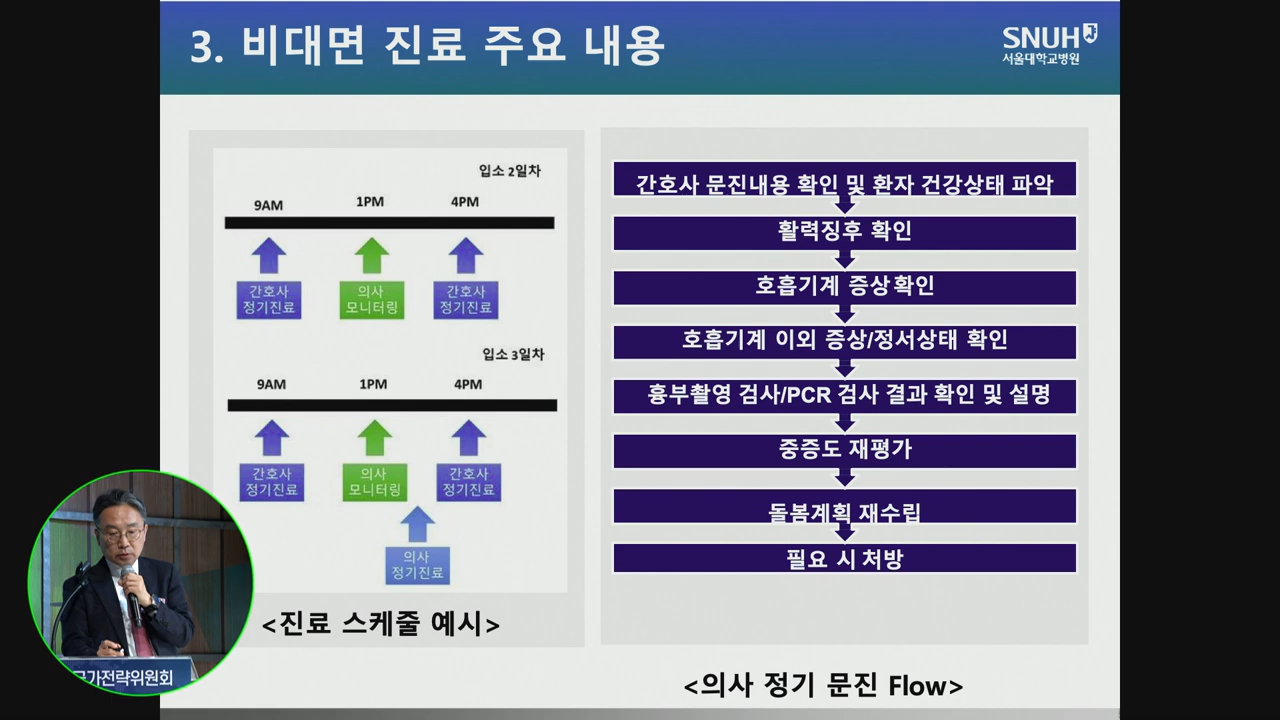 3. 비대면 진료 주요 내용
SNUH
서울대학교병원
입소 2일차
9AM 1PM 4PM
간호사
정기진료
의사
모니터링
간호사
정기진료
입소 3일차
9AM 1PM 4PM
간호사
정기진료
의사
모니터링
간호사
정기진료
의사
정기진료
<진료 스케줄 예시>
간호사 문진내용 확인 및 환자 건강상태 파악
활력징후 확인
호흡기계 증상확인
호흡기계 이외 증상/정서상태 확인
흉부촬영 검사/PCR 검사 결과 확인 및 설명
중증도 재평가
돌봄계획 재수립
필요 시 처방
<의사 정기 문진 Flow>
국가전략위원회